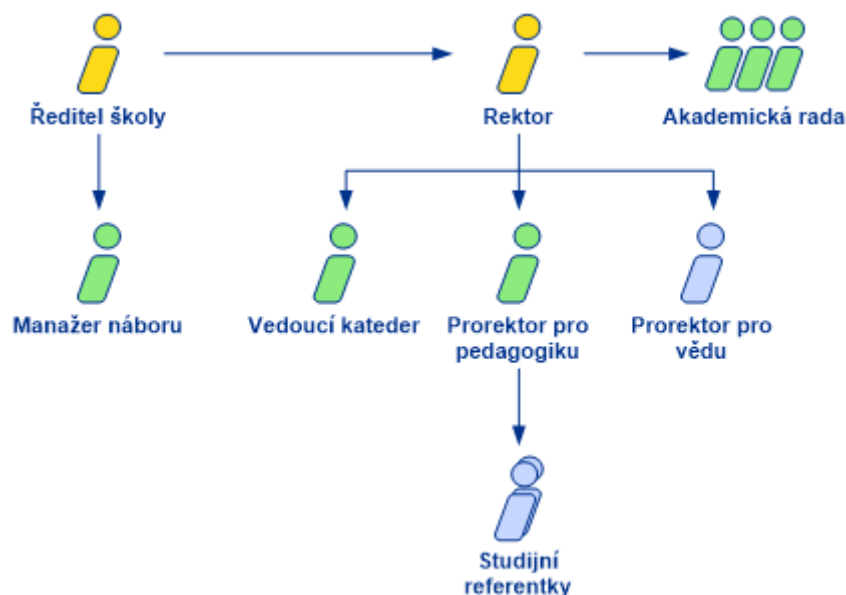 Ředitel školy
Rektor
Akademická rada
Manažer náboru
Vedoucí kateder
Prorektor pro
pedagogiku
Prorektor pro
vědu
Studijní
referentky